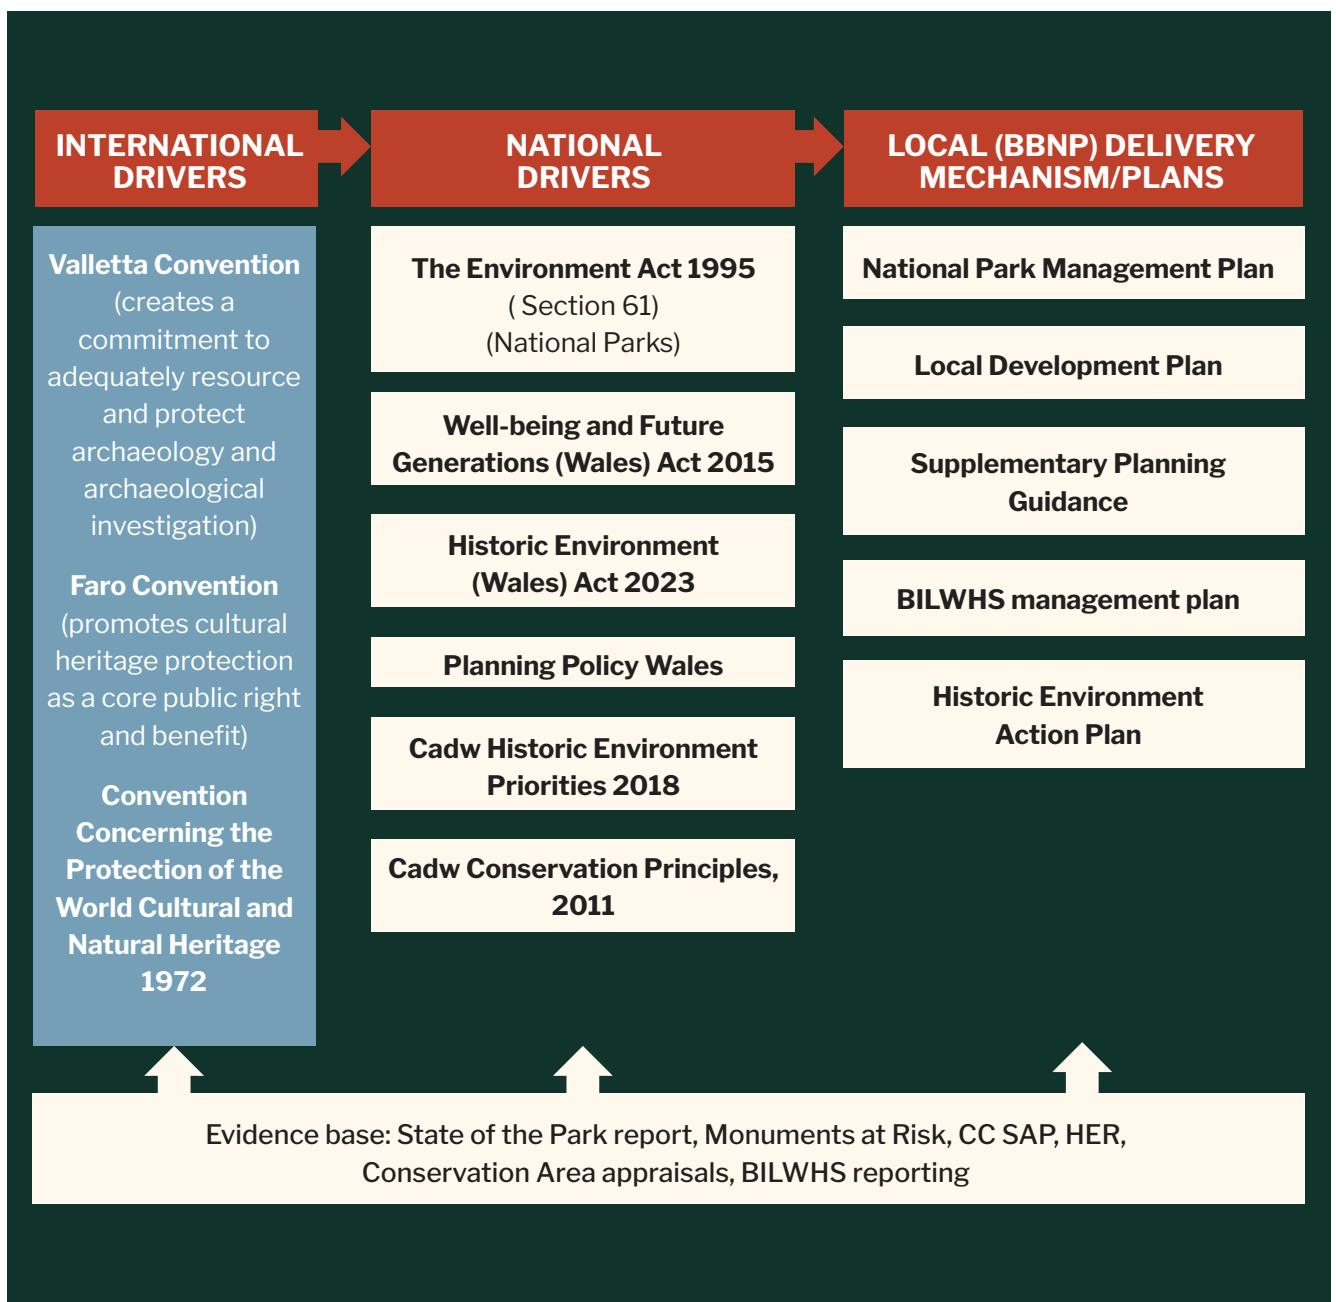 INTERNATIONAL
DRIVERS
NATIONAL
DRIVERS
LOCAL (BBNP) DELIVERY
MECHANISM/PLANS
Valletta Convention
(creates a
commitment to
adequately resource
and protect
archaeology and
archaeological
investigation)
Faro Convention
(promotes cultural
heritage protection
as a core public right
and benefit)
Convention
Concerning the
Protection of the
World Cultural and
Natural Heritage
1972
The Environment Act 1995
( Section 61)
(National Parks)
Well-being and Future
Generations (Wales) Act 2015
Historic Environment
(Wales) Act 2023
Planning Policy Wales
Cadw Historic Environment
Priorities 2018
Cadw Conservation Principles,
2011
National Park Management Plan
Local Development Plan
Supplementary Planning
Guidance
BILWHS management plan
Historic Environment
Action Plan
Evidence base: State of the Park report, Monuments at Risk, CC SAP, HER,
Conservation Area appraisals, BILWHS reporting